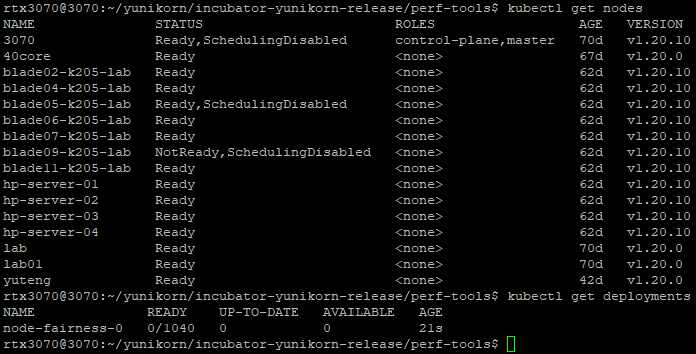 rtx3070@3070:~/yunikorn/incubator-yunikorn-release/perf-tools$ kubectl get nodes
NAME STATUS ROLES AGE VERSION
3070 Ready,SchedulingDisabled control-plane,master 70d v1.20.10
40core Ready <none> 67d v1.20.0
blade02-k205-lab Ready <none> 62d v1.20.10
blade04-k205-lab Ready <none> 62d v1.20.10
blade05-k205-lab Ready,SchedulingDisabled <none> 62d v1.20.10
blade06-k205-lab Ready <none> 62d v1.20.10
blade07-k205-lab Ready <none> 62d v1.20.10
blade09-k205-lab NotReady,SchedulingDisabled <none> 62d v1.20.10
blade11-k205-lab Ready <none> 62d v1.20.10
hp-server-01 Ready <none> 62d v1.20.10
hp-server-02 Ready <none> 62d v1.20.10
hp-server-03 Ready <none> 62d v1.20.10
hp-server-04 Ready <none> 62d v1.20.10
lab Ready <none> 70d v1.20.0
lab01 Ready <none> 70d v1.20.0
yuteng Ready <none> 42d v1.20.0
rtx3070@3070:~/yunikorn/incubator-yunikorn-release/perf-tools$ kubectl get deployments
NAME READY UP-TO-DATE AVAILABLE AGE
node-fairness-0 0/1040 0 0 21s
rtx3070@3070:~/yunikorn/incubator-yunikorn-release/perf-tools$